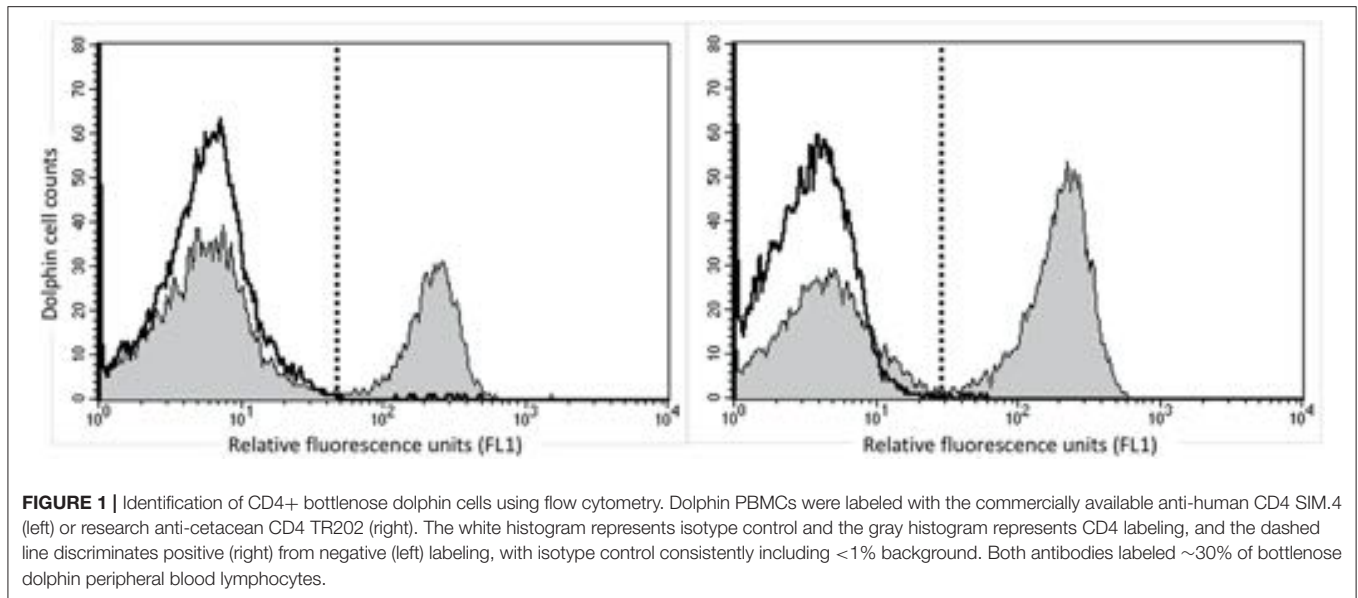 80
70
60
50
40
30
20
10
0
Dolphin cell counts
10^0 10^1 10^2 10^3 10^4
Relative fluorescence units (FL1)
80
70
60
50
40
30
20
10
0
10^0 10^1 10^2 10^3 10^4
Relative fluorescence units (FL1)
FIGURE 1 | Identification of CD4+ bottlenose dolphin cells using flow cytometry. Dolphin PBMCs were labeled with the commercially available anti-human CD4 SIM.4
(left) or research anti-cetacean CD4 TR202 (right). The white histogram represents isotype control and the gray histogram represents CD4 labeling, and the dashed
line discriminates positive (right) from negative (left) labeling, with isotype control consistently including <1% background. Both antibodies labeled ~30% of bottlenose
dolphin peripheral blood lymphocytes.